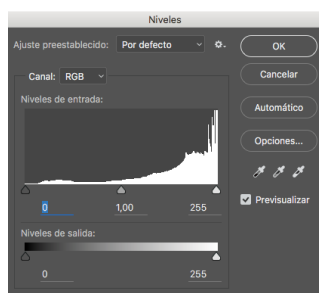 Niveles
Ajuste preestablecido: Por defecto
OK
Canal: RGB
Cancelar
Niveles de entrada:
Automático
Opciones...
0 1,00 255
Previsualizar
Niveles de salida:
0 255